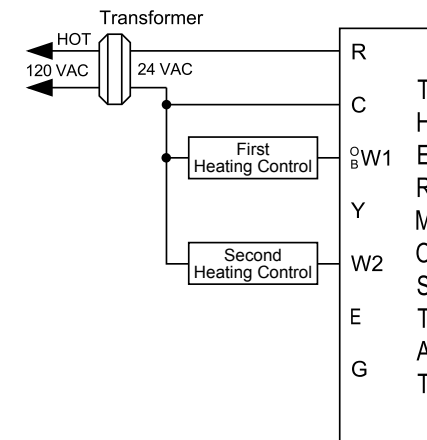 Transformer
HOT
120 VAC
24 VAC
R
C
First
Heating Control
O
B
W1
Y
Second
Heating Control
W2
E
G
T
H
E
R
M
O
S
T
A
T